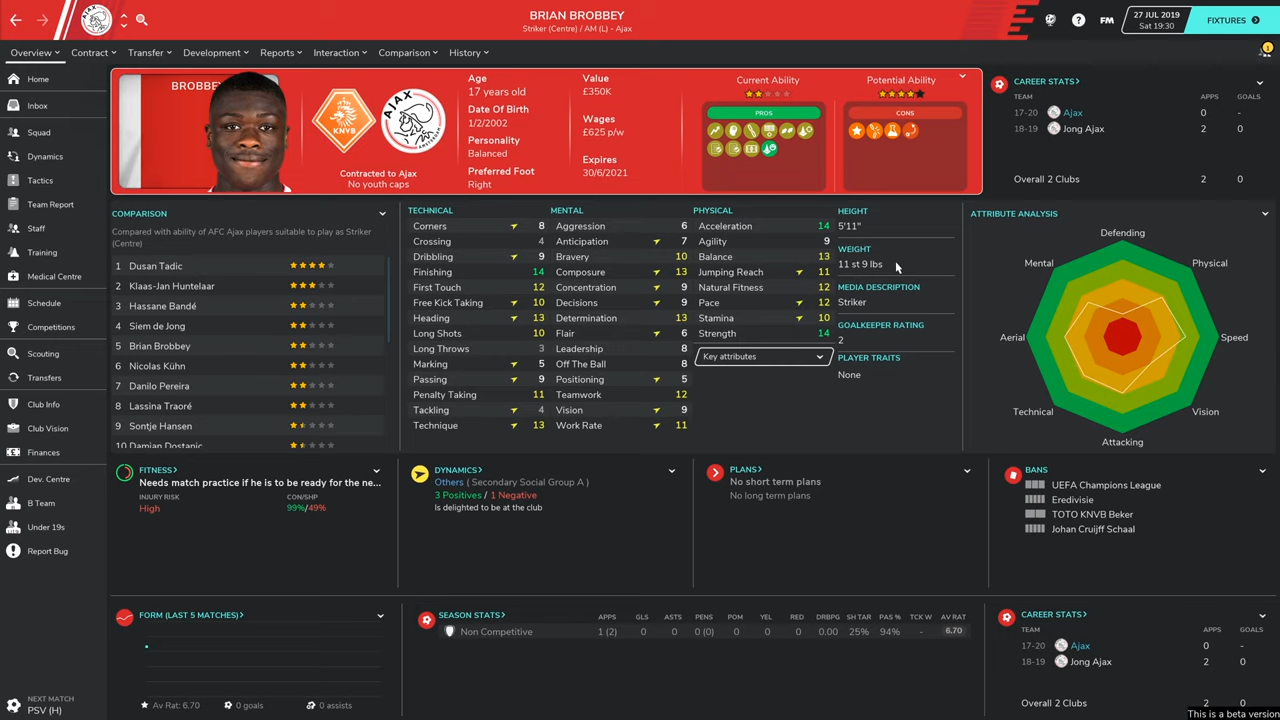 BRIAN BROBBEY
Striker (Centre) / AM (L) - Ajax
FM
27 JUL 2019
Sat 19:30
FIXTURES
Overview
Contract
Transfer
Development
Reports
Interaction
Comparison
History
Home
Inbox
Squad
Dynamics
Tactics
Team Report
Staff
Training
Medical Centre
Schedule
Competitions
Scouting
Transfers
Club Info
Club Vision
Finances
Dev. Centre
B Team
Under 19s
Report Bug
NEXT MATCH
PSV (H)
BROBBEY
KNVB
AJAX
AMSTERDAM
Contracted to Ajax
No youth caps
Age
17 years old
Date Of Birth
1/2/2002
Personality
Balanced
Preferred Foot
Right
Value
£350K
Wages
£625 p/w
Expires
30/6/2021
Current Ability
PROS
Potential Ability
CONS
CAREER STATS>
TEAM APPS GOALS
17-20 Ajax 0 -
18-19 Jong Ajax 2 0
Overall 2 Clubs 2 0
COMPARISON
Compared with ability of AFC Ajax players suitable to play as Striker
(Centre)
1 Dusan Tadic
2 Klaas-Jan Huntelaar
3 Hassane Bandé
4 Siem de Jong
5 Brian Brobbey
6 Nicolas Kühn
7 Danilo Pereira
8 Lassina Traoré
9 Sontje Hansen
10 Damian Dostanic
TECHNICAL
Corners 8
Crossing 4
Dribbling 9
Finishing 14
First Touch 12
Free Kick Taking 10
Heading 13
Long Shots 10
Long Throws 3
Marking 5
Passing 9
Penalty Taking 11
Tackling 4
Technique 13
MENTAL
Aggression 6
Anticipation 7
Bravery 10
Composure 13
Concentration 9
Decisions 9
Determination 13
Flair 6
Leadership 8
Off The Ball 8
Positioning 5
Teamwork 12
Vision 9
Work Rate 11
PHYSICAL
Acceleration 14
Agility 9
Balance 13
Jumping Reach 11
Natural Fitness 12
Pace 12
Stamina 10
Strength 14
Key attributes
HEIGHT
5'11"
WEIGHT
11 st 9 lbs
MEDIA DESCRIPTION
Striker
GOALKEEPER RATING
2
PLAYER TRAITS
None
ATTRIBUTE ANALYSIS
Defending
Mental Physical
Aerial Speed
Technical Vision
Attacking
FITNESS>
Needs match practice if he is to be ready for the ne...
INJURY RISK CON/SHP
High 99%/49%
DYNAMICS>
Others ( Secondary Social Group A )
3 Positives / 1 Negative
Is delighted to be at the club
PLANS>
No short term plans
No long term plans
BANS
UEFA Champions League
Eredivisie
TOTO KNVB Beker
Johan Cruijff Schaal
FORM (LAST 5 MATCHES)>
Av Rat: 6.70 0 goals 0 assists
SEASON STATS> APPS GLS ASTS PENS POM YEL RED DRBPG SH TAR PAS % TCK W AV RAT
Non Competitive 1 (2) 0 0 0 (0) 0 0 0 0.00 25% 94% - 6.70
CAREER STATS>
TEAM APPS GOALS
17-20 Ajax 0 -
18-19 Jong Ajax 2 0
Overall 2 Clubs 2 0
This is a beta version